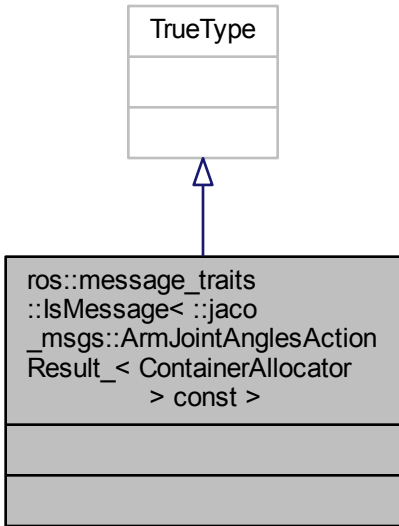 TrueType
ros::message_traits
::IsMessage< ::jaco
_msgs::ArmJointAnglesAction
Result_< ContainerAllocator
> const >